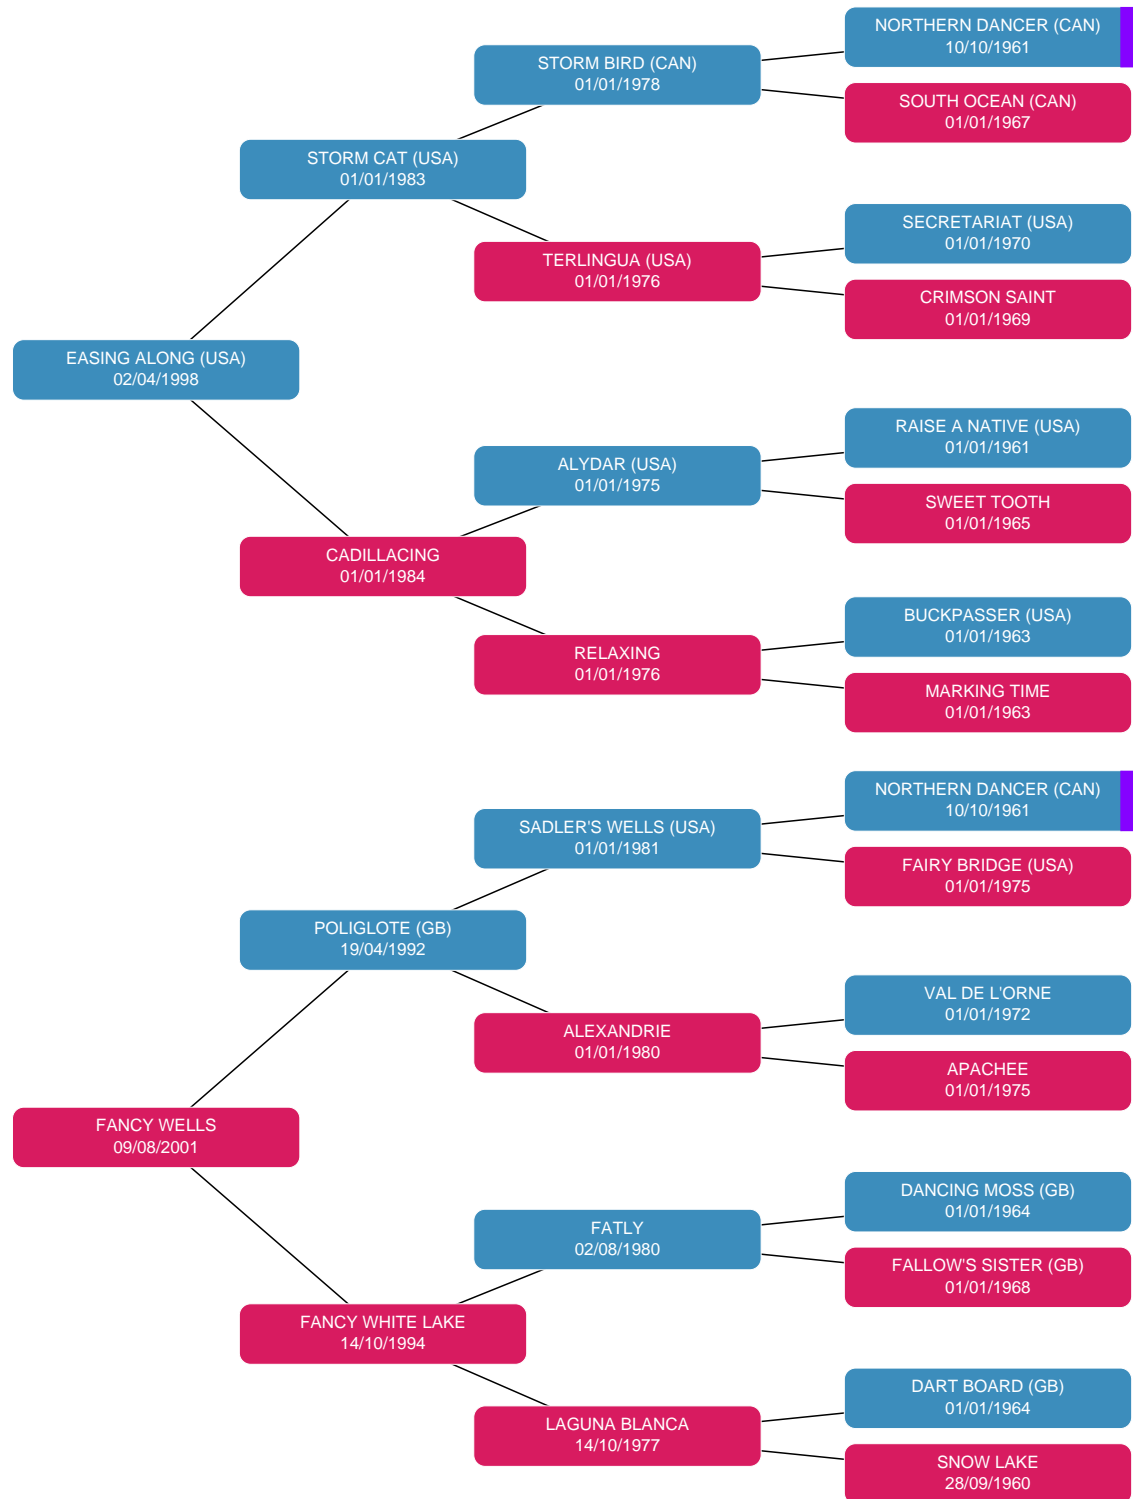 NORTHERN DANCER (CAN)
10/10/1961
STORM BIRD (CAN)
01/01/1978
SOUTH OCEAN (CAN)
01/01/1967
STORM CAT (USA)
01/01/1983
SECRETARIAT (USA)
01/01/1970
TERLINGUA (USA)
01/01/1976
CRIMSON SAINT
01/01/1969
EASING ALONG (USA)
02/04/1998
RAISE A NATIVE (USA)
01/01/1961
ALYDAR (USA)
01/01/1975
SWEET TOOTH
01/01/1965
CADILLACING
01/01/1984
BUCKPASSER (USA)
01/01/1963
RELAXING
01/01/1976
MARKING TIME
01/01/1963
NORTHERN DANCER (CAN)
10/10/1961
SADLER'S WELLS (USA)
01/01/1981
FAIRY BRIDGE (USA)
01/01/1975
POLIGLOTE (GB)
19/04/1992
VAL DE L'ORNE
01/01/1972
ALEXANDRIE
01/01/1980
APACHEE
01/01/1975
FANCY WELLS
09/08/2001
DANCING MOSS (GB)
01/01/1964
FATLY
02/08/1980
FALLOW'S SISTER (GB)
01/01/1968
FANCY WHITE LAKE
14/10/1994
DART BOARD (GB)
01/01/1964
LAGUNA BLANCA
14/10/1977
SNOW LAKE
28/09/1960